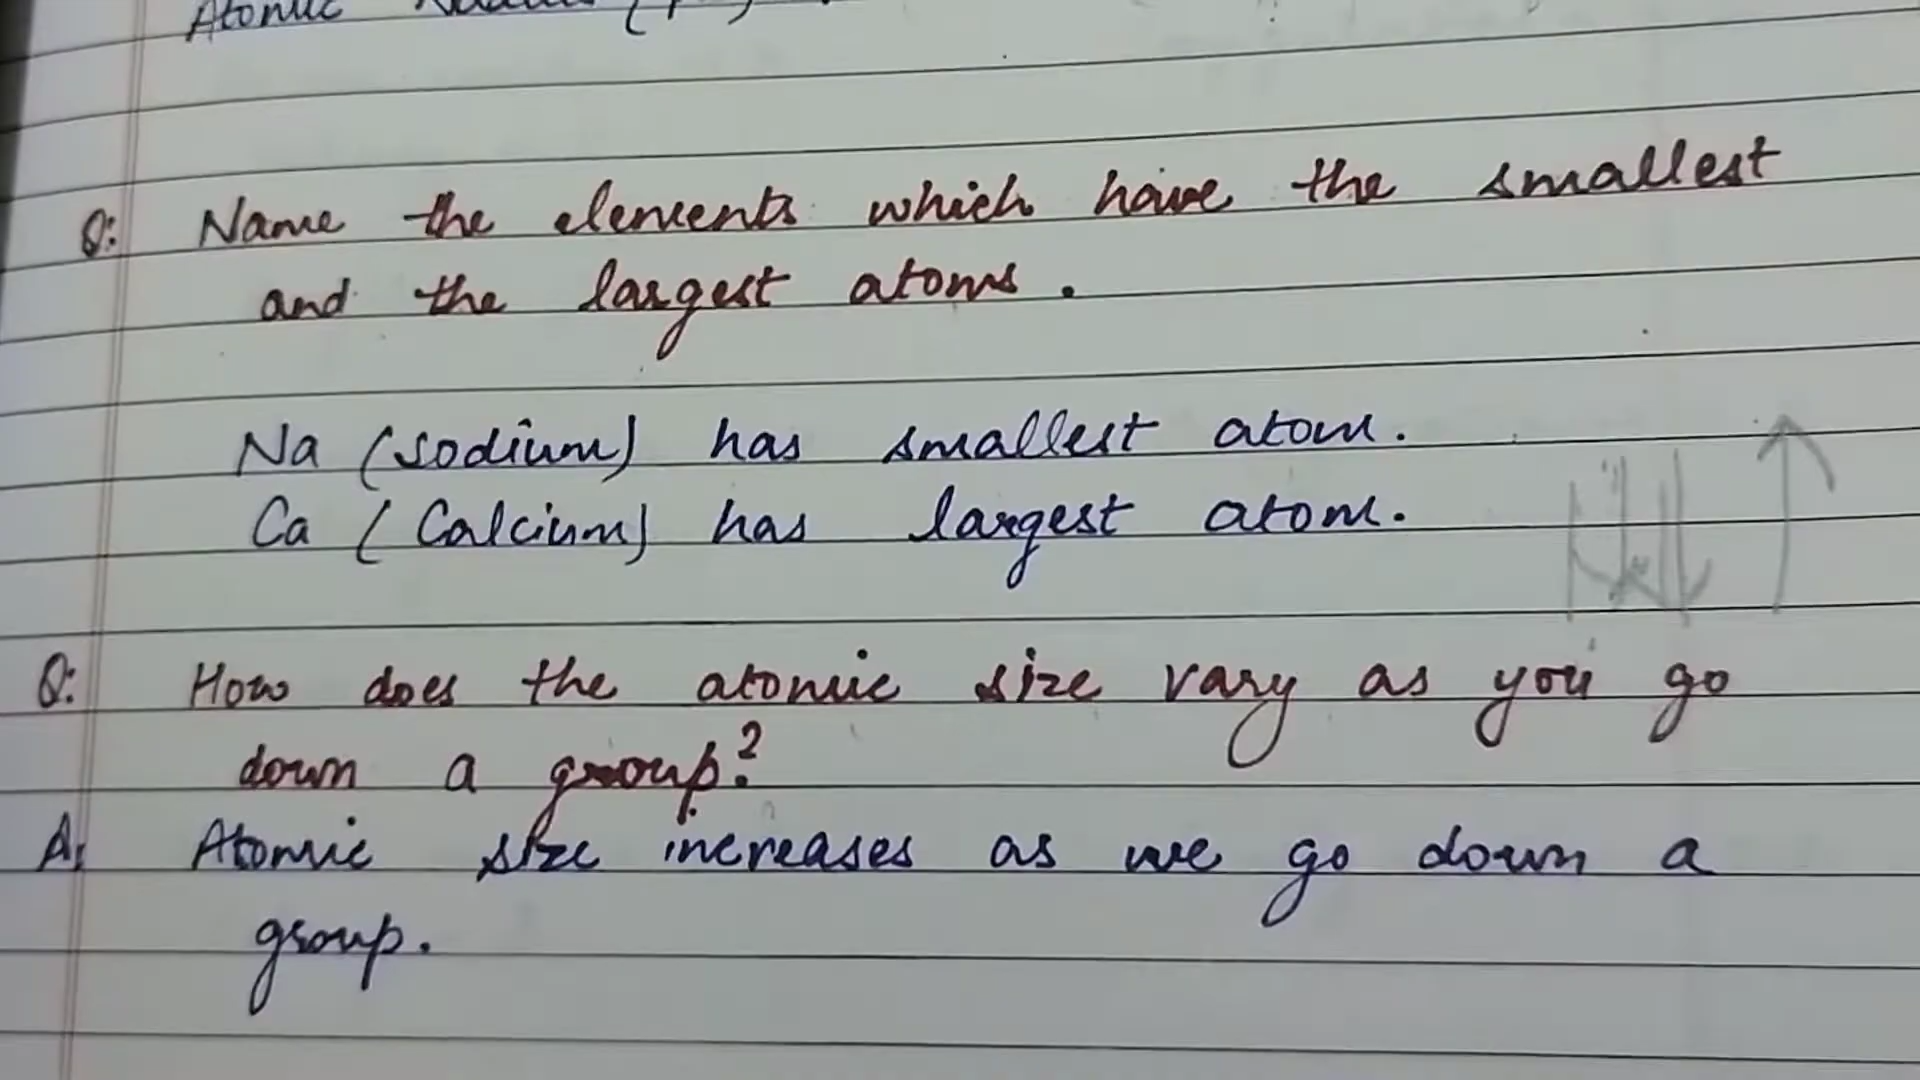 Atomic Radius (p
Q: Name the elements which have the smallest
and the largest atoms.
Na (Sodium) has smallest atom.
Ca (Calcium) has largest atom.
Q: How does the atomic size vary as you go
down a group?
A: Atomic size increases as we go down a
group.